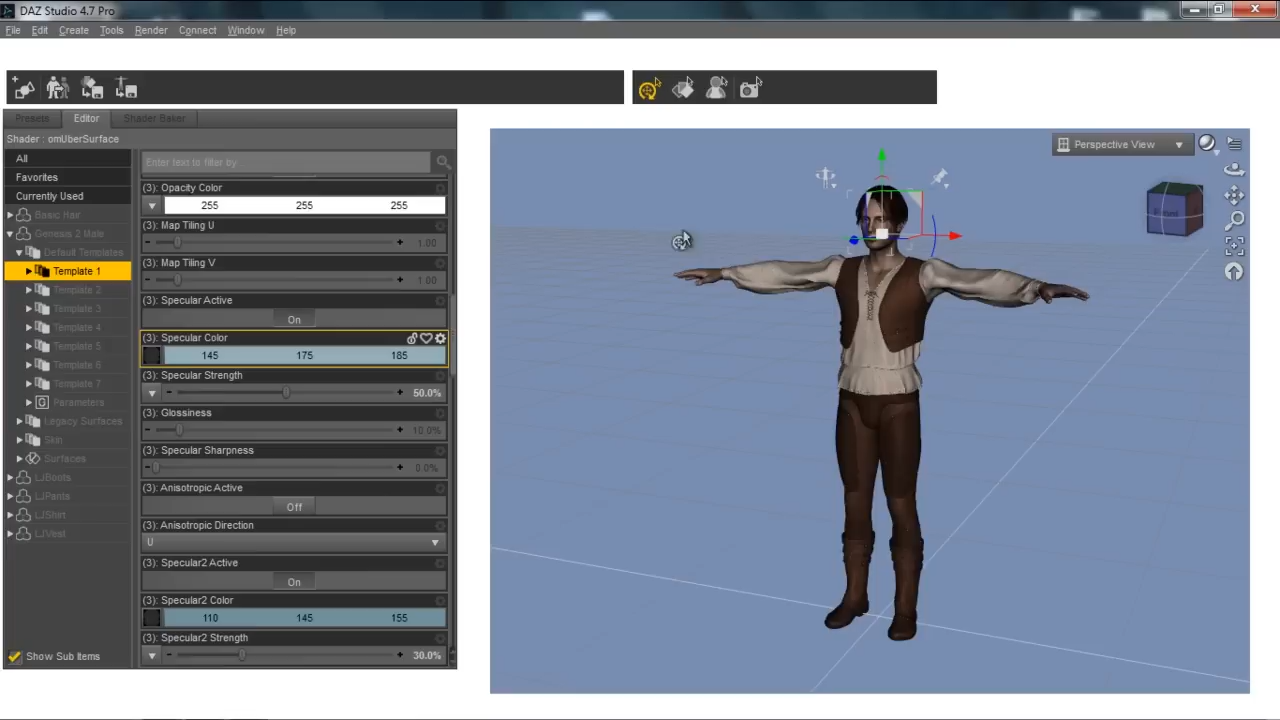 DAZ Studio 4.7 Pro
File Edit Create Tools Render Connect Window Help
Presets Editor Shader Baker
Shader : omUberSurface
All
Favorites
Currently Used
Basic Hair
Genesis 2 Male
Default Templates
Template 1
Template 2
Template 3
Template 4
Template 5
Template 6
Template 7
Parameters
Legacy Surfaces
Skin
Surfaces
LJBoots
LJPants
LJShirt
LJVest
Show Sub Items
Enter text to filter by ...
(3): Opacity Color
255 255 255
(3): Map Tiling U
1.00
(3): Map Tiling V
1.00
(3): Specular Active
On
(3): Specular Color
145 175 185
(3): Specular Strength
50.0%
(3): Glossiness
10.0%
(3): Specular Sharpness
0.0%
(3): Anisotropic Active
Off
(3): Anisotropic Direction
U
(3): Specular2 Active
On
(3): Specular2 Color
110 145 155
(3): Specular2 Strength
30.0%
Perspective View